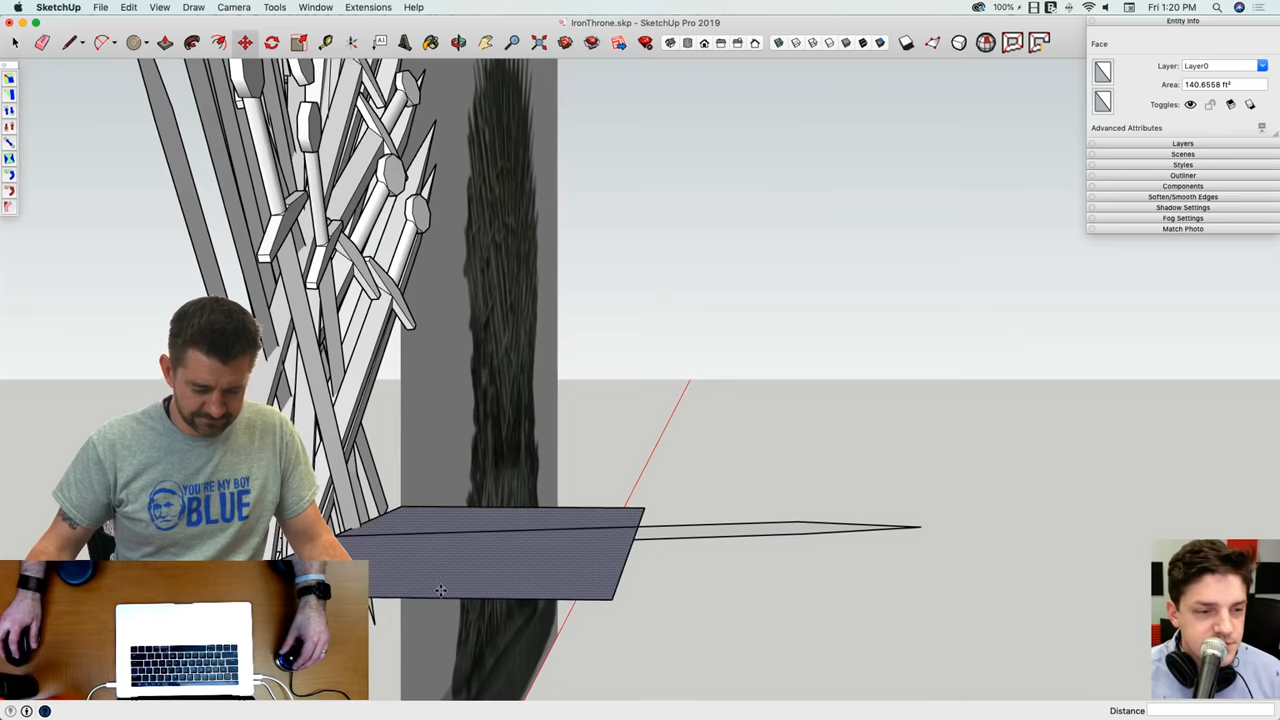 SketchUp File Edit View Draw Camera Tools Window Extensions Help
100% Fri 1:20 PM
IronThrone.skp - SketchUp Pro 2019
Entity Info
Face
Layer: Layer0
Area: 140.6558 ft²
Toggles:
Advanced Attributes
Layers
Scenes
Styles
Outliner
Components
Soften/Smooth Edges
Shadow Settings
Fog Settings
Match Photo
YOU'RE MY BOY
BLUE
Distance